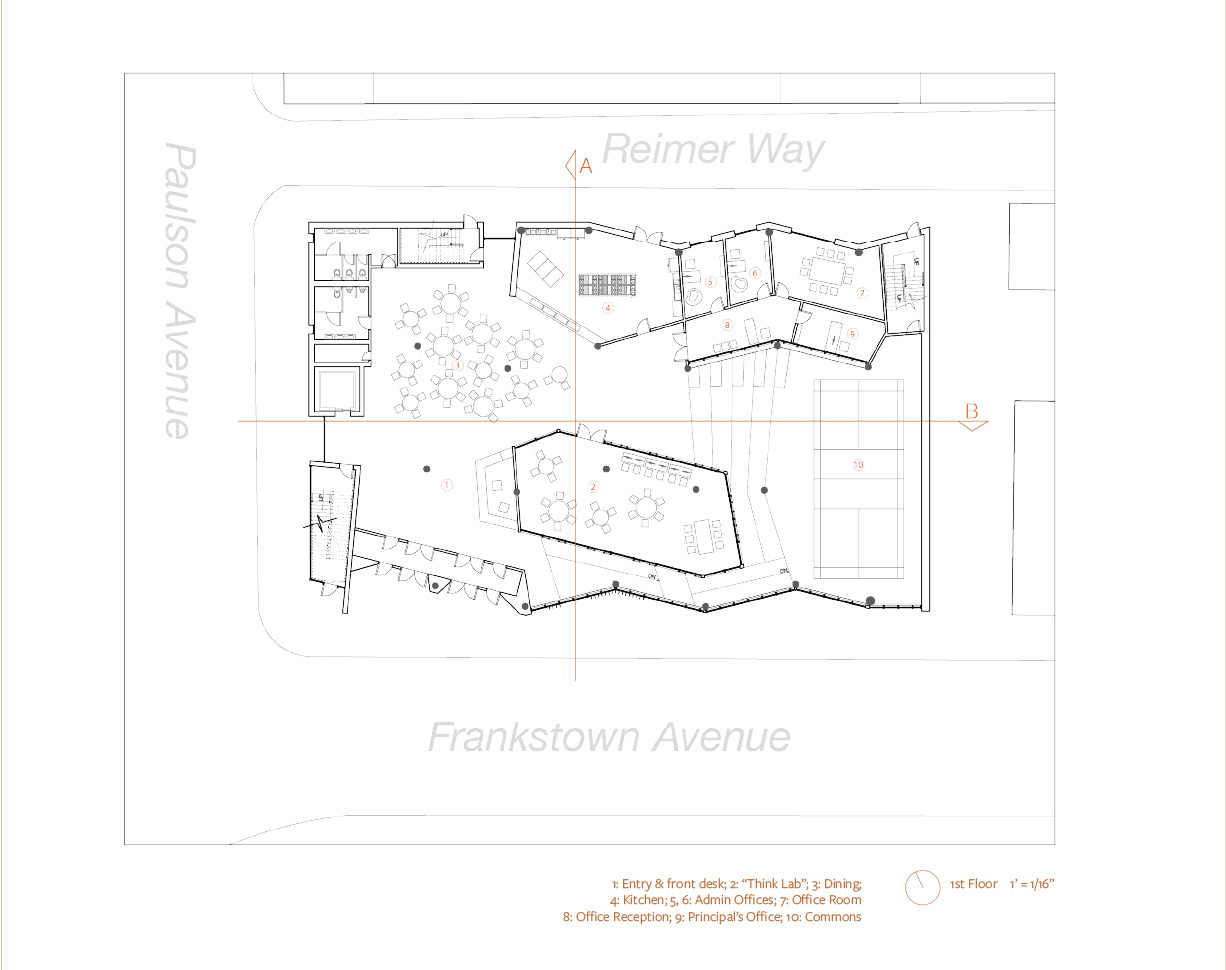 Reimer Way
A
Paulson Avenue
UP
UP
UP
6
5
7
4
8
9
3
B
10
1
2
UP
DN
DN
Frankstown Avenue
1: Entry & front desk; 2: “Think Lab”; 3: Dining;
4: Kitchen; 5, 6: Admin Offices; 7: Office Room
8: Office Reception; 9: Principal’s Office; 10: Commons
1st Floor 1’ = 1/16”